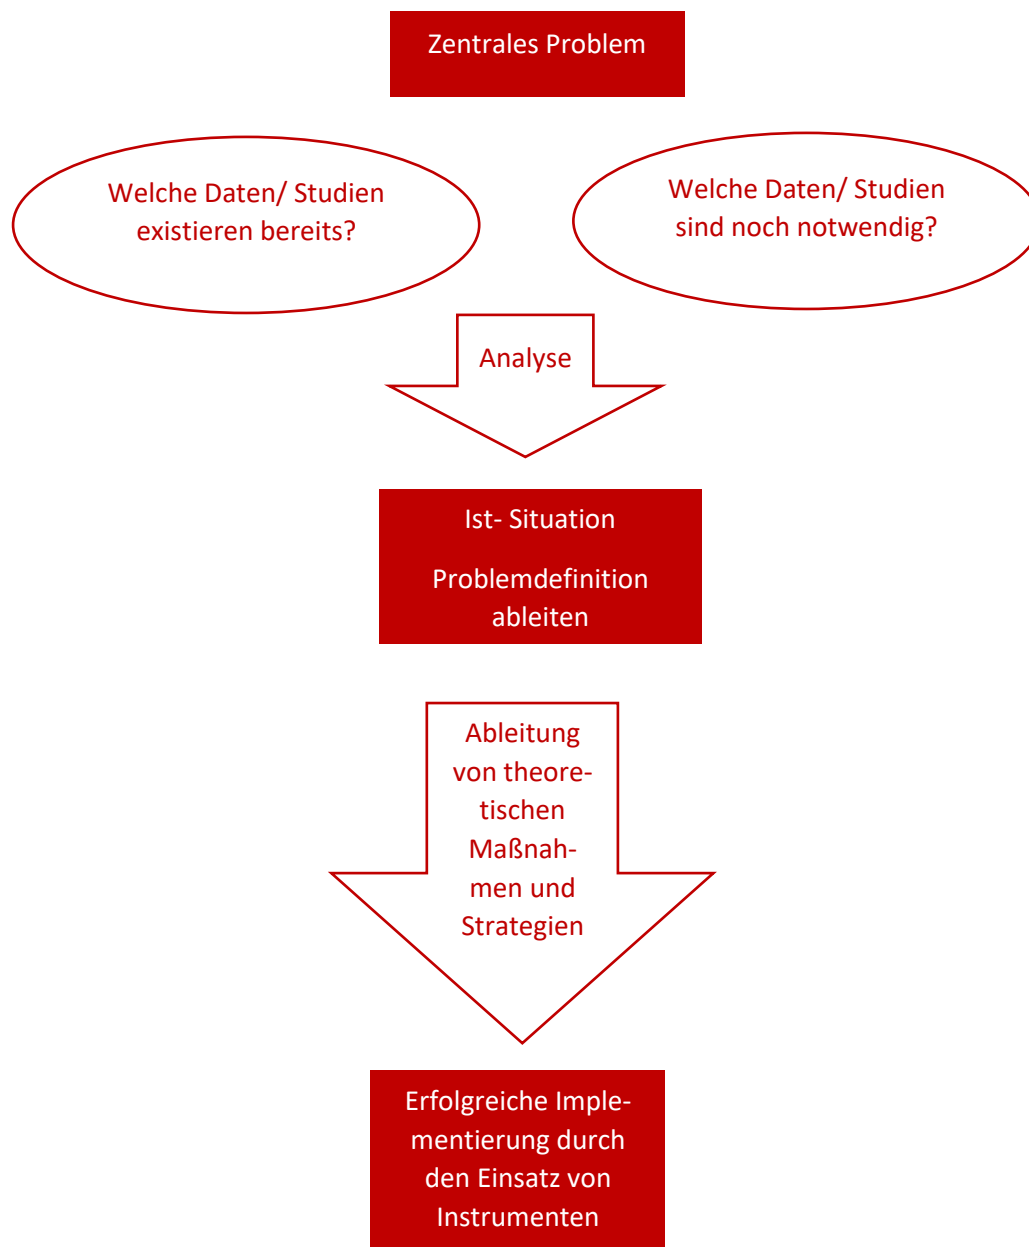 Zentrales Problem
Welche Daten/ Studien
existieren bereits?
Welche Daten/ Studien
sind noch notwendig?
Analyse
Ist- Situation
Problemdefinition
ableiten
Ableitung
von theore-
tischen
Maßnah-
men und
Strategien
Erfolgreiche Imple-
mentierung durch
den Einsatz von
Instrumenten